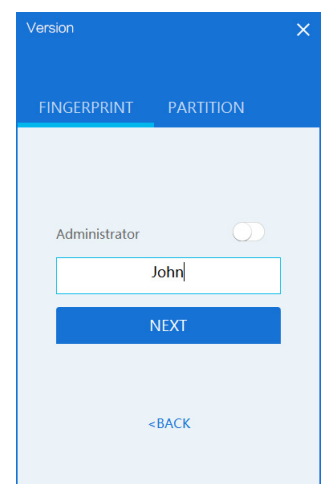 Version
FINGERPRINT PARTITION
Administrator
John
NEXT
<BACK